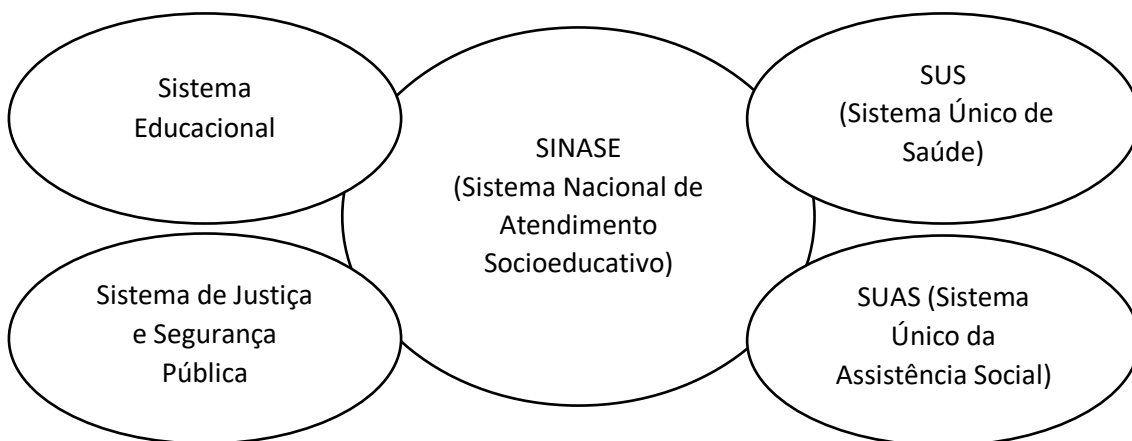 Sistema
Educacional
SUS
(Sistema Único de
Saúde)
SINASE
(Sistema Nacional de
Atendimento
Socioeducativo)
Sistema de Justiça
e Segurança
Pública
SUAS (Sistema
Único da
Assistência Social)